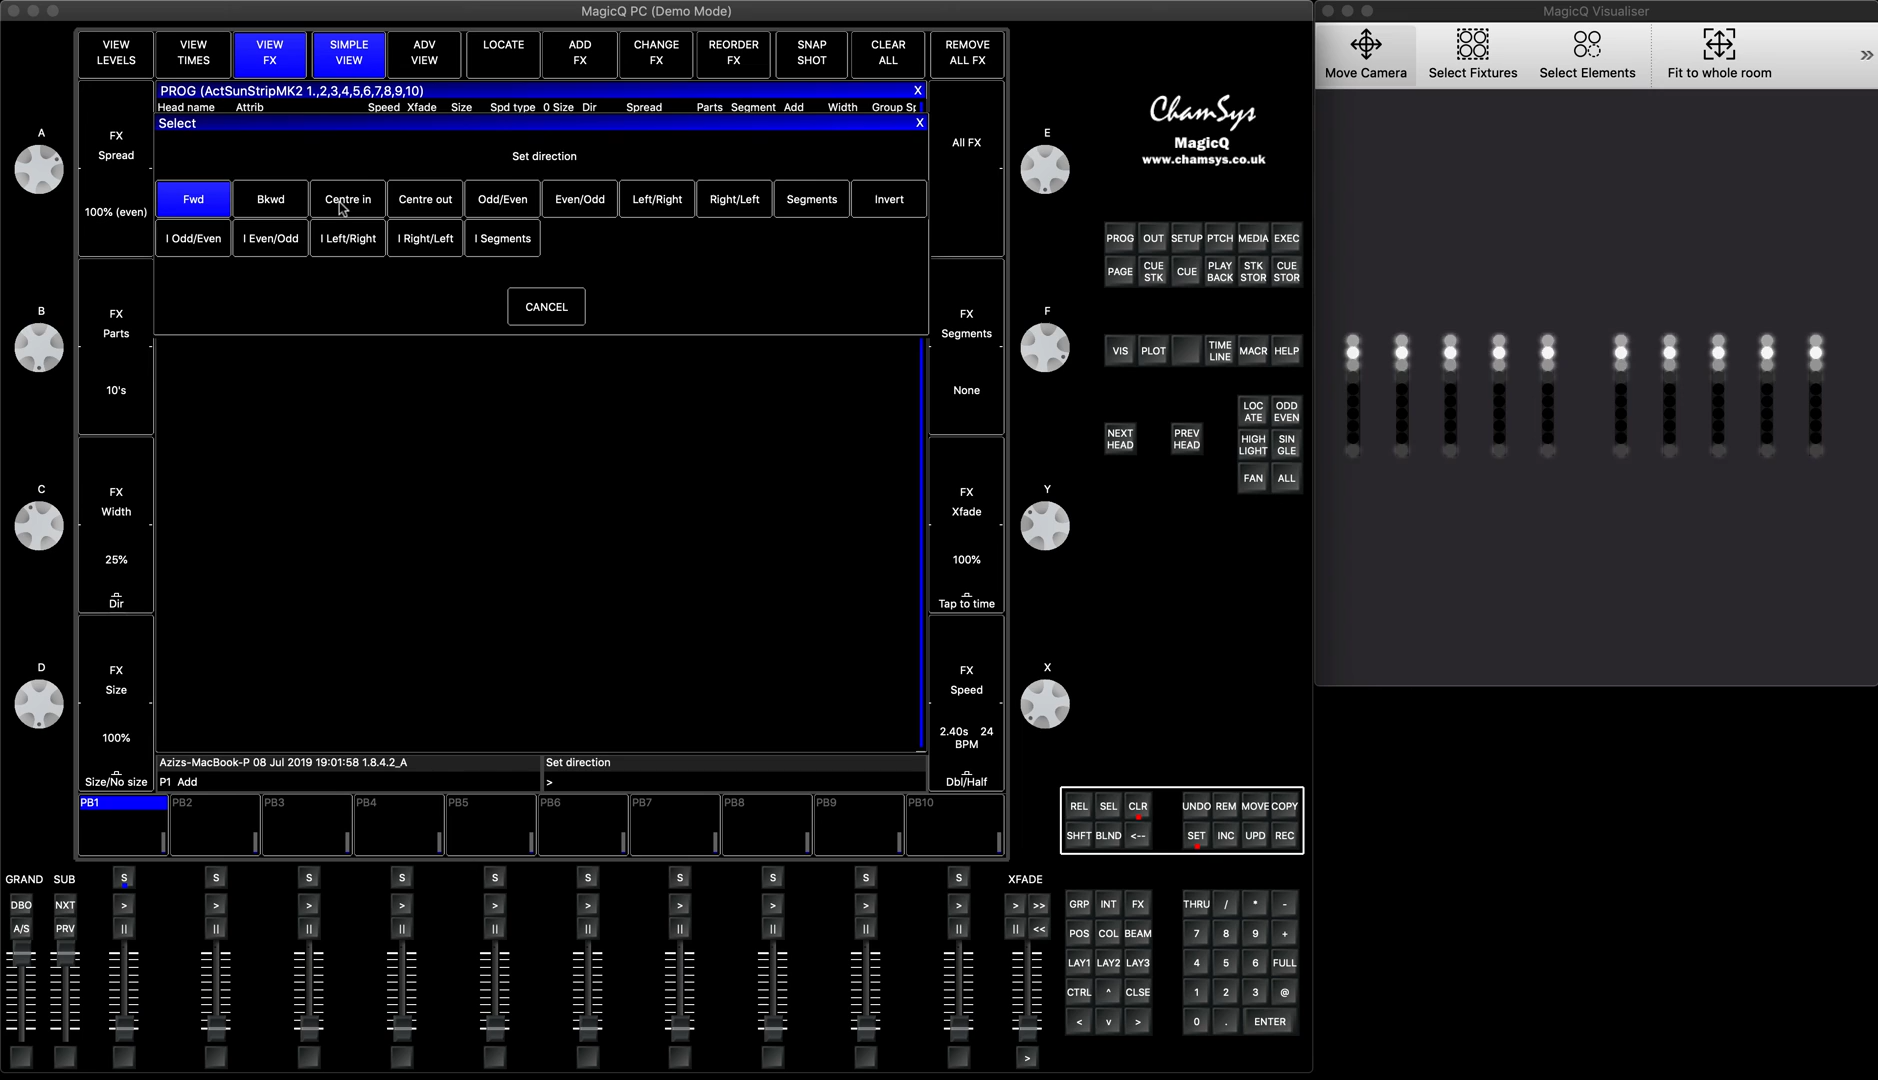 MagicQ PC (Demo Mode)
MagicQ Visualiser
VIEW LEVELS
VIEW TIMES
VIEW FX
SIMPLE VIEW
ADV VIEW
LOCATE
ADD FX
CHANGE FX
REORDER FX
SNAP SHOT
CLEAR ALL
REMOVE ALL FX
Move Camera
Select Fixtures
Select Elements
Fit to whole room
»
PROG (ActSunStripMK2 1.,2,3,4,5,6,7,8,9,10)
X
Head name Attrib Speed Xfade Size Spd type 0 Size Dir Spread Parts Segment Add Width Group Sp
Select
X
Set direction
Fwd Bkwd Centre in Centre out Odd/Even Even/Odd Left/Right Right/Left Segments Invert
I Odd/Even I Even/Odd I Left/Right I Right/Left I Segments
CANCEL
A
FX
Spread
100% (even)
B
FX
Parts
10's
C
FX
Width
25%
Dir
D
FX
Size
100%
Size/No size
All FX
E
FX
Segments
None
F
FX
Xfade
100%
Tap to time
Y
FX
Speed
2.40s 24
BPM
Dbl/Half
X
ChamSys
MagicQ
www.chamsys.co.uk
PROG OUT SETUP PTCH MEDIA EXEC
PAGE CUE STK CUE PLAY BACK STK STOR CUE STOR
VIS PLOT TIME LINE MACR HELP
NEXT HEAD
PREV HEAD
LOC ATE
ODD EVEN
HIGH LIGHT
SIN GLE
FAN ALL
Azizs-MacBook-P 08 Jul 2019 19:01:58 1.8.4.2_A
Set direction
P1 Add
>
PB1 PB2 PB3 PB4 PB5 PB6 PB7 PB8 PB9 PB10
REL SEL CLR UNDO REM MOVE COPY
SHFT BLND <-- SET INC UPD REC
GRAND SUB S S S S S S S S S S XFADE
DBO NXT > > > > > > > > > > > >>
A/S PRV || || || || || || || || || || || <<
>
GRP INT FX THRU / * -
POS COL BEAM 7 8 9 +
LAY1 LAY2 LAY3 4 5 6 FULL
CTRL ^ CLSE 1 2 3 @
< v > 0 . ENTER